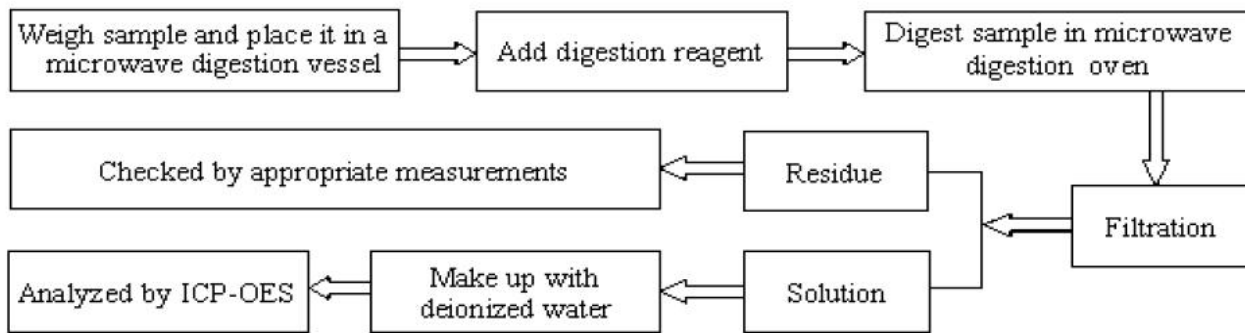 Weigh sample and place it in a
microwave digestion vessel
Add digestion reagent
Digest sample in microwave
digestion oven
Checked by appropriate measurements
Residue
Filtration
Analyzed by ICP-OES
Make up with
deionized water
Solution